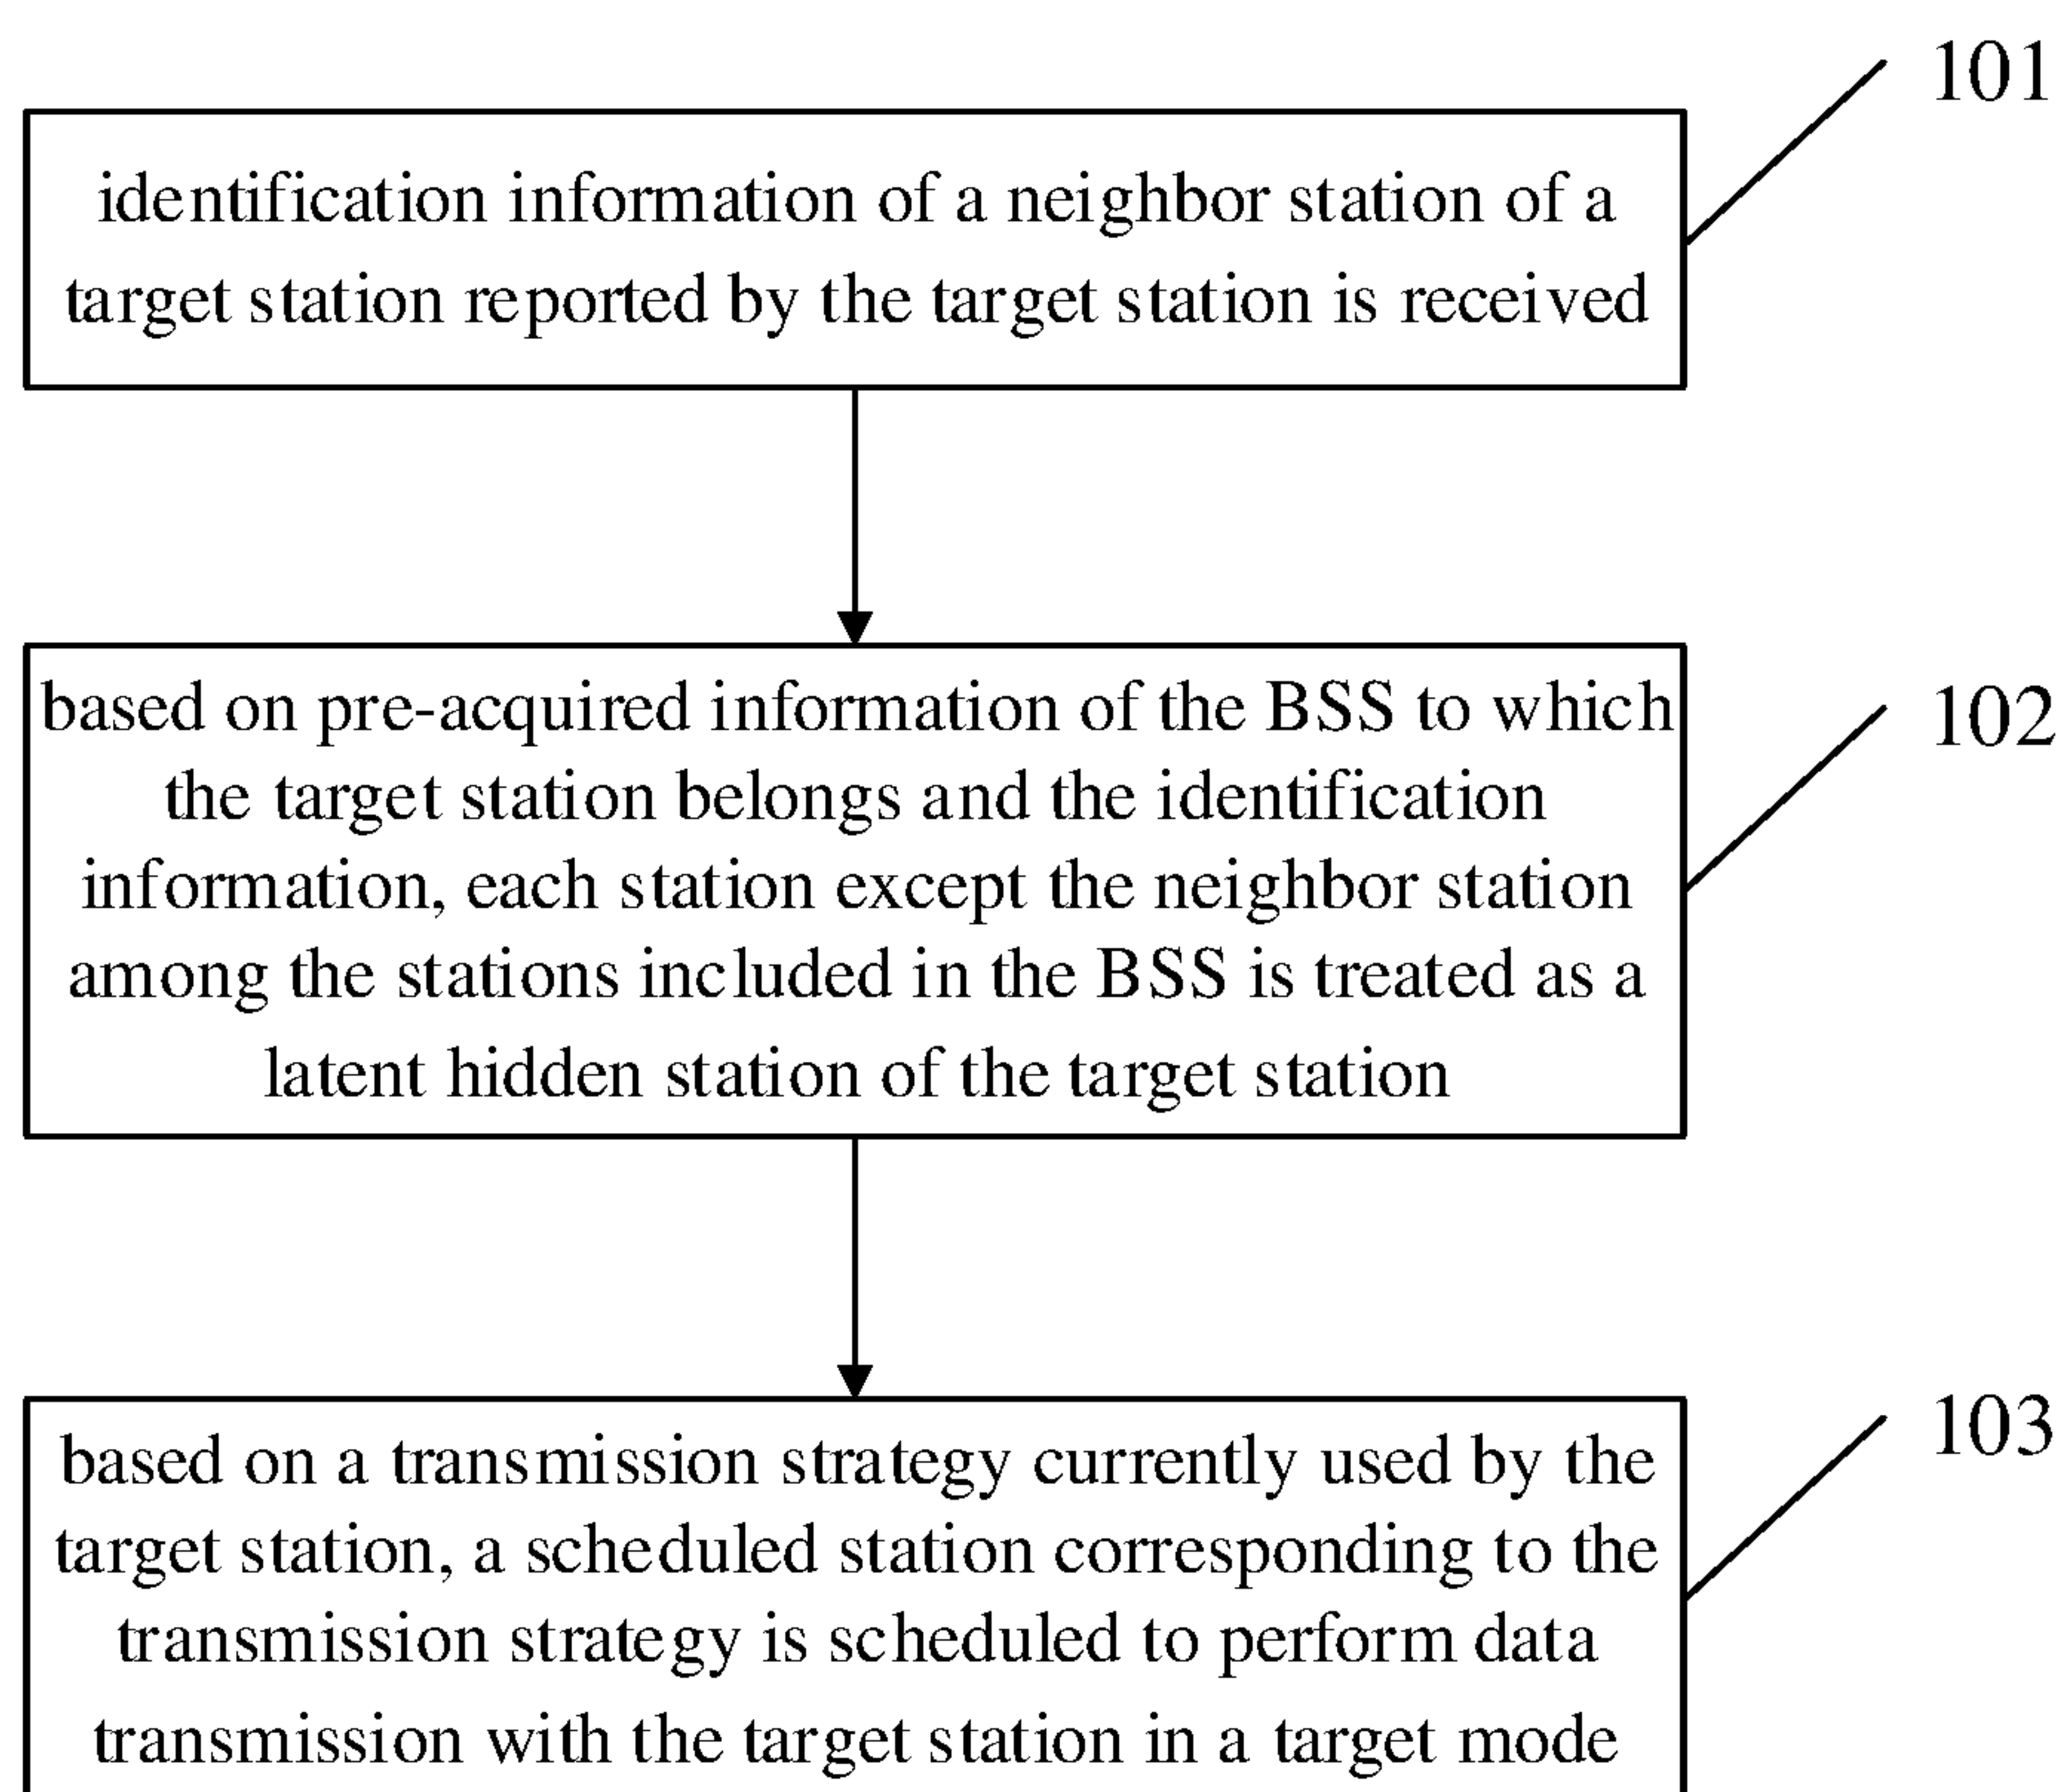 101
identification information of a neighbor station of a
target station reported by the target station is received
based on pre-acquired information of the BSS to which
102
the target station belongs and the identification
information, each station except the neighbor station
among the stations included in the BSS is treated as a
latent hidden station of the target station
103
based on a transmission strategy currently used by the
target station, a scheduled station corresponding to the
transmission strategy is scheduled to perform data
transmission with the target station in a target mode